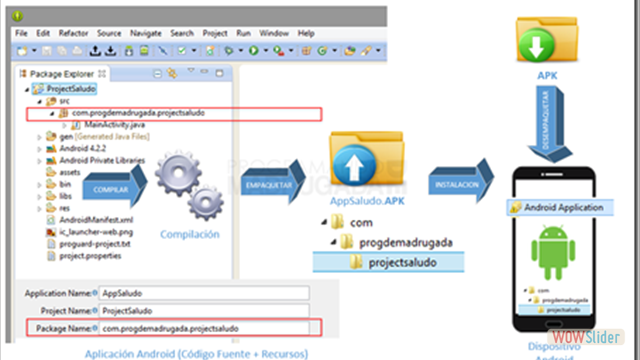 File Edit Refactor Source Navigate Search Project Run Window Help
Package Explorer
ProjectSaludo
src
com.progdemadrugada.projectsaludo
MainActivity.java
gen [Generated Java Files]
Android 4.2.2
Android Private Libraries
assets
bin
libs
res
AndroidManifest.xml
ic_launcher-web.png
proguard-project.txt
project.properties
COMPILAR
Compilación
EMPAQUETAR
AppSaludo.APK
com
progdemadrugada
projectsaludo
INSTALACION
APK
DESEMPAQUETAR
Android Application
com
progdemadrugada
projectsaludo
Dispositivo
Android
Application Name: AppSaludo
Project Name: ProjectSaludo
Package Name: com.progdemadrugada.projectsaludo
Aplicación Android (Código Fuente + Recursos)
WOWSlider